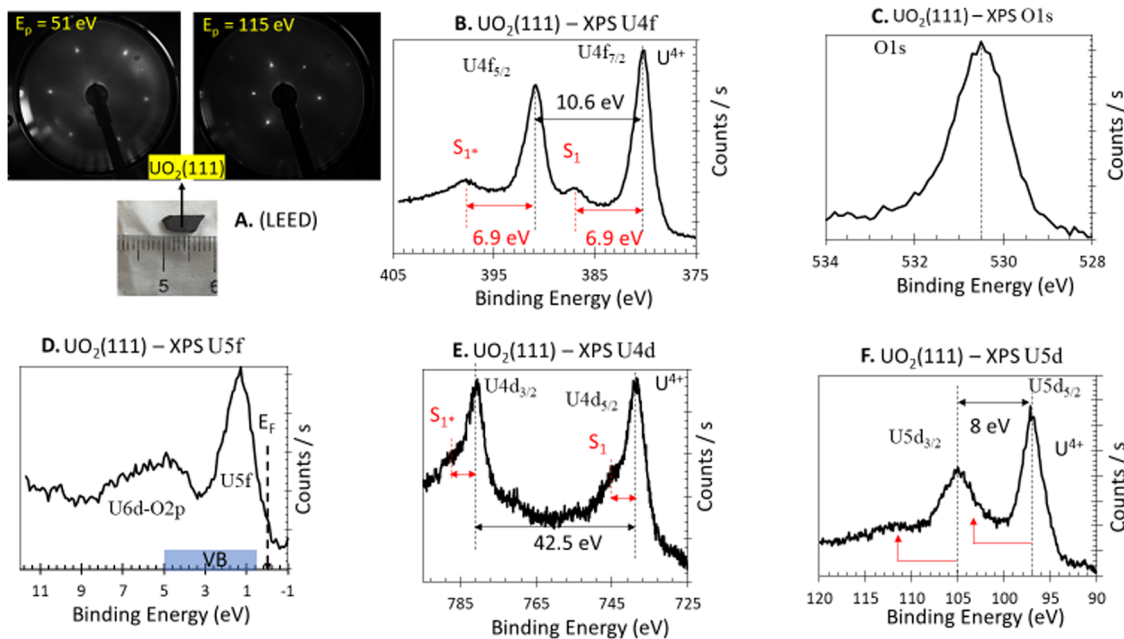 Ep = 51 eV
Ep = 115 eV
UO2(111)
A. (LEED)
5
6
B. UO2(111) – XPS U4f
U4f5/2
U4f7/2
U4+
10.6 eV
S1*
S1
6.9 eV
6.9 eV
Counts / s
405 395 385 375
Binding Energy (eV)
C. UO2(111) – XPS O1s
O1s
Counts / s
534 532 530 528
Binding Energy (eV)
D. UO2(111) – XPS U5f
EF
U5f
U6d-O2p
VB
Counts / s
11 9 7 5 3 1 -1
Binding Energy (eV)
E. UO2(111) – XPS U4d
U4d3/2
U4d5/2
U4+
S1*
S1
42.5 eV
Counts / s
785 765 745 725
Binding Energy (eV)
F. UO2(111) – XPS U5d
U5d5/2
8 eV
U5d3/2
U4+
Counts / s
120 115 110 105 100 95 90
Binding Energy (eV)